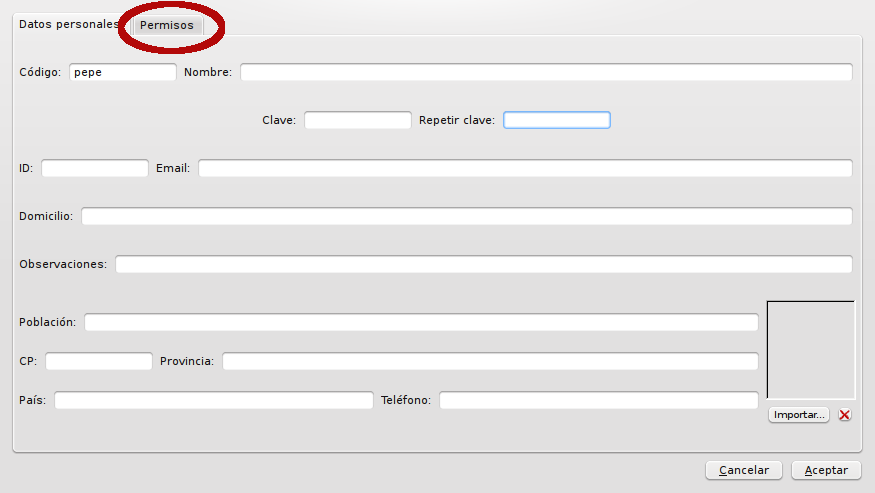 Datos personales Permisos
Código: pepe Nombre:
Clave: Repetir clave:
ID: Email:
Domicilio:
Observaciones:
Población:
CP: Provincia:
País: Teléfono:
Importar...
Cancelar Aceptar